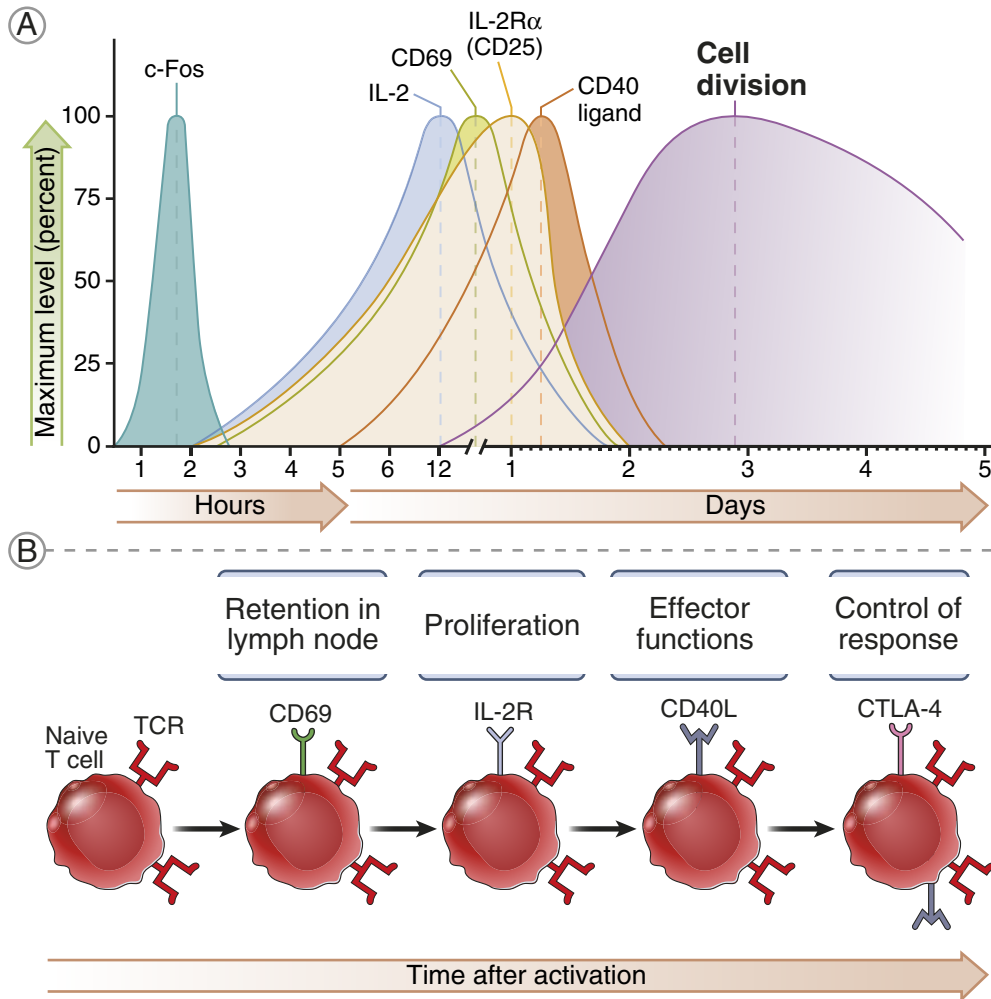 A
c-Fos
IL-2
CD69
IL-2Rα
(CD25)
CD40
ligand
Cell
division
Maximum level (percent)
100
75
50
25
0
1 2 3 4 5 6 12 1 2 3 4 5
Hours
Days
B
Retention in
lymph node
Proliferation
Effector
functions
Control of
response
Naive
T cell
TCR
CD69
IL-2R
CD40L
CTLA-4
Time after activation